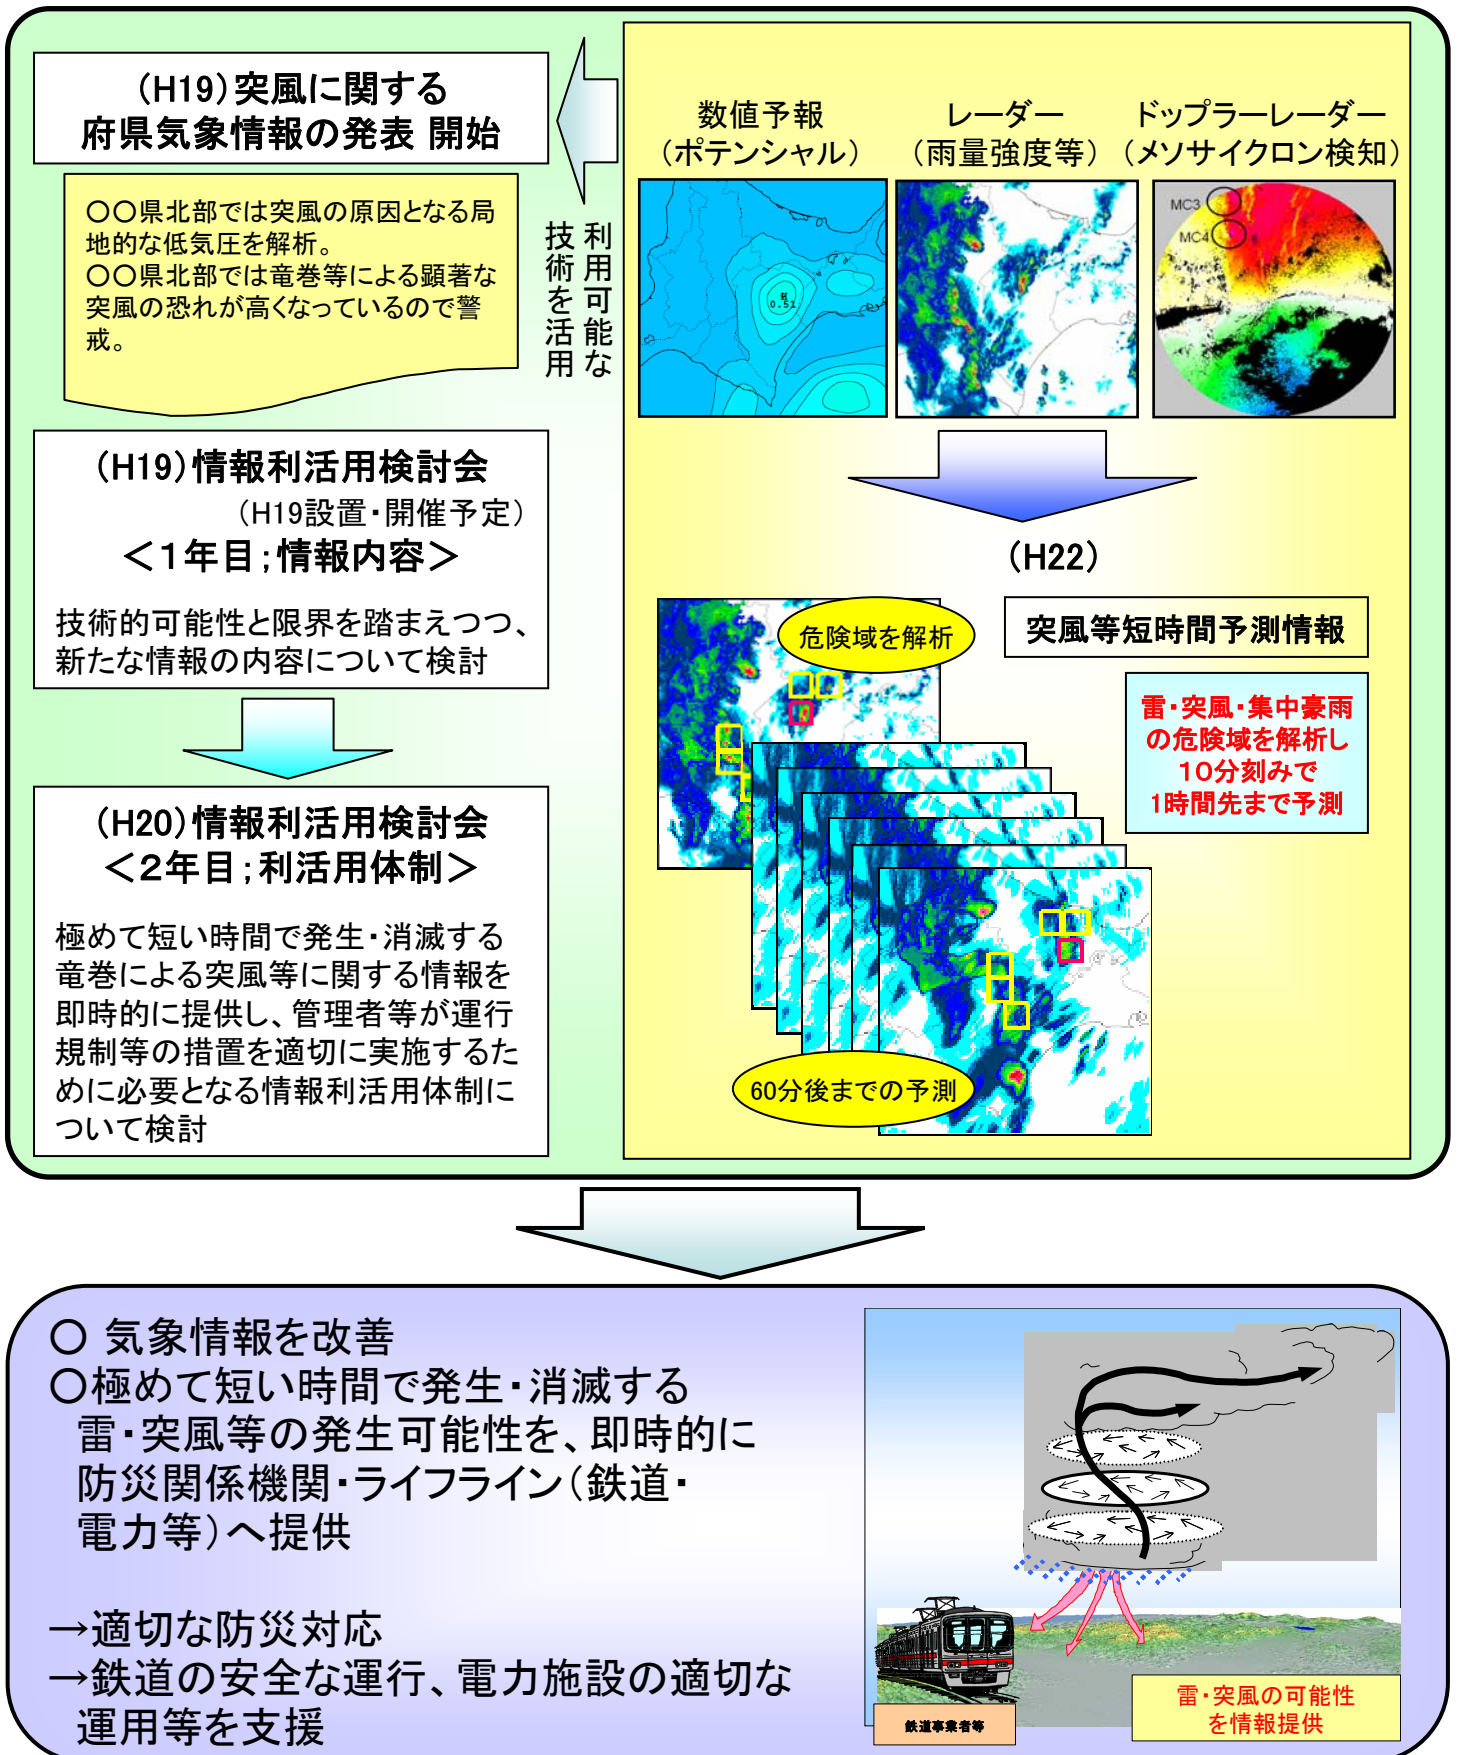 （H19）突風に関する
府県気象情報の発表 開始
〇〇県北部では突風の原因となる局
地的な低気圧を解析。
〇〇県北部では竜巻等による顕著な
突風の恐れが高くなっているので警
戒。
利用可能な
技術を活用
（H19）情報利活用検討会
（H19設置・開催予定）
＜１年目；情報内容＞
技術的可能性と限界を踏まえつつ、
新たな情報の内容について検討
（H20）情報利活用検討会
＜２年目；利活用体制＞
極めて短い時間で発生・消滅する
竜巻による突風等に関する情報を
即時的に提供し、管理者等が運行
規制等の措置を適切に実施するた
めに必要となる情報利活用体制に
ついて検討
数値予報
（ポテンシャル）
レーダー
（雨量強度等）
ドップラーレーダー
（メソサイクロン検知）
H
0.51
MC3
MC4
（H22）
突風等短時間予測情報
危険域を解析
雷・突風・集中豪雨
の危険域を解析し
１０分刻みで
1時間先まで予測
60分後までの予測
〇 気象情報を改善
〇極めて短い時間で発生・消滅する
雷・突風等の発生可能性を、即時的に
防災関係機関・ライフライン（鉄道・
電力等）へ提供
→適切な防災対応
→鉄道の安全な運行、電力施設の適切な
運用等を支援
鉄道事業者等
雷・突風の可能性
を情報提供